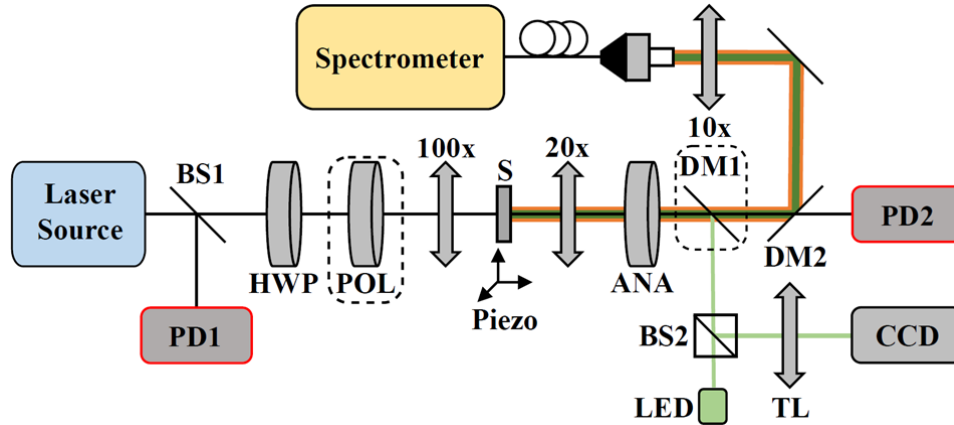 Spectrometer
10x
Laser
Source
BS1
PD1
HWP
POL
100x
S
Piezo
20x
ANA
DM1
DM2
PD2
BS2
LED
TL
CCD